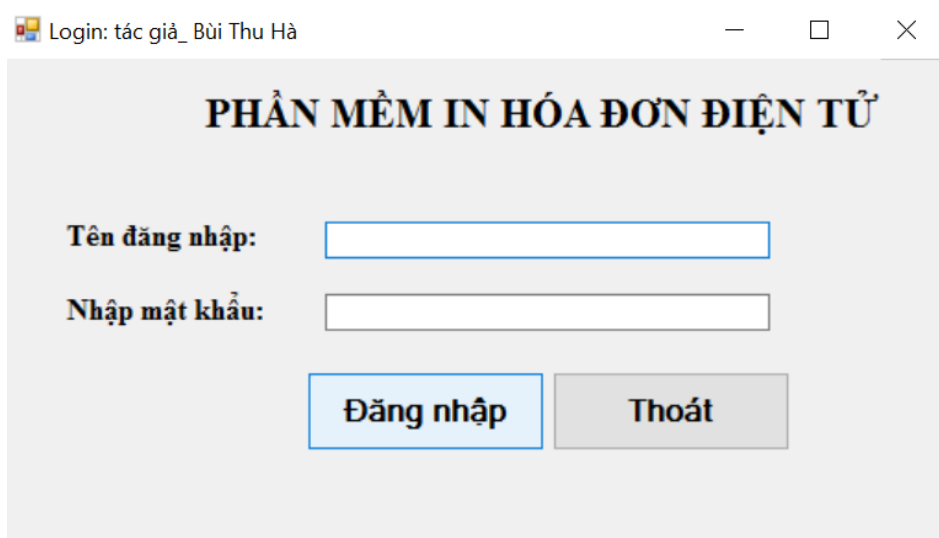 Login: tác giả_ Bùi Thu Hà
PHẦN MỀM IN HÓA ĐƠN ĐIỆN TỬ
Tên đăng nhập:
Nhập mật khẩu:
Đăng nhập Thoát